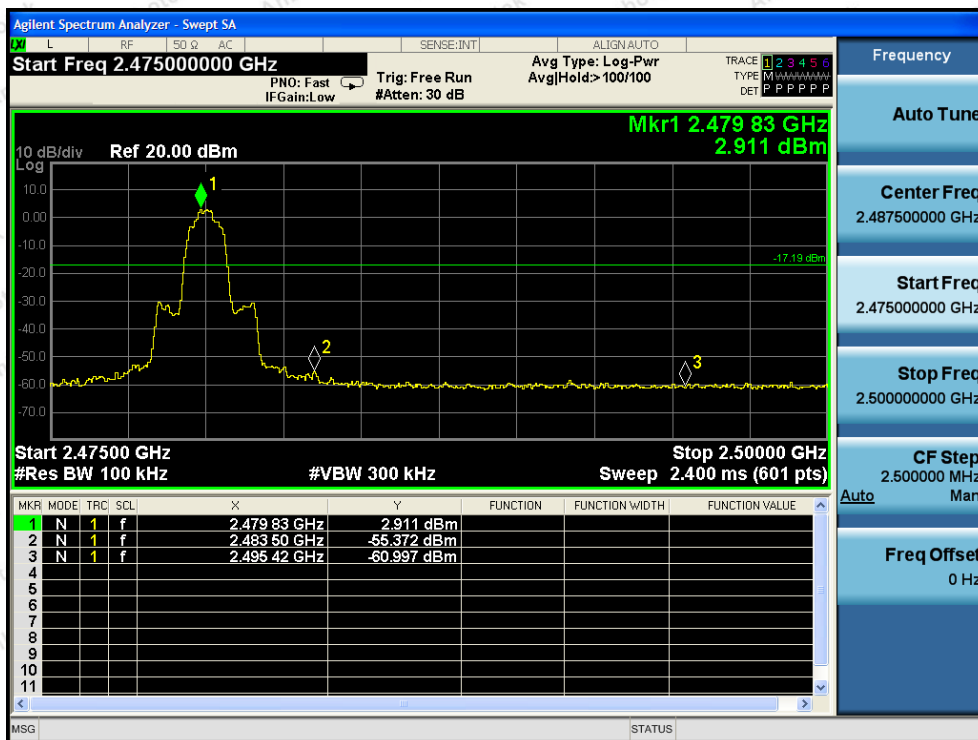 Agilent Spectrum Analyzer - Swept SA
LXI L RF 50 Ω AC SENSE:INT ALIGN AUTO
Start Freq 2.475000000 GHz
PNO: Fast
IFGain:Low
Trig: Free Run
#Atten: 30 dB
Avg Type: Log-Pwr
Avg|Hold:>100/100
TRACE 1 2 3 4 5 6
TYPE M
DET P P P P P P
Mkr1 2.479 83 GHz
2.911 dBm
10 dB/div Ref 20.00 dBm
Log
10.0
0.00
-10.0
-20.0
-30.0
-40.0
-50.0
-60.0
-70.0
1
2
3
-17.19 dBm
Start 2.47500 GHz Stop 2.50000 GHz
#Res BW 100 kHz #VBW 300 kHz Sweep 2.400 ms (601 pts)
MKR MODE TRC SCL X Y FUNCTION FUNCTION WIDTH FUNCTION VALUE
1 N 1 f 2.479 83 GHz 2.911 dBm
2 N 1 f 2.483 50 GHz -55.372 dBm
3 N 1 f 2.495 42 GHz -60.997 dBm
4
5
6
7
8
9
10
11
MSG STATUS
Frequency
Auto Tune
Center Freq
2.487500000 GHz
Start Freq
2.475000000 GHz
Stop Freq
2.500000000 GHz
CF Step
2.500000 MHz
Auto Man
Freq Offset
0 Hz